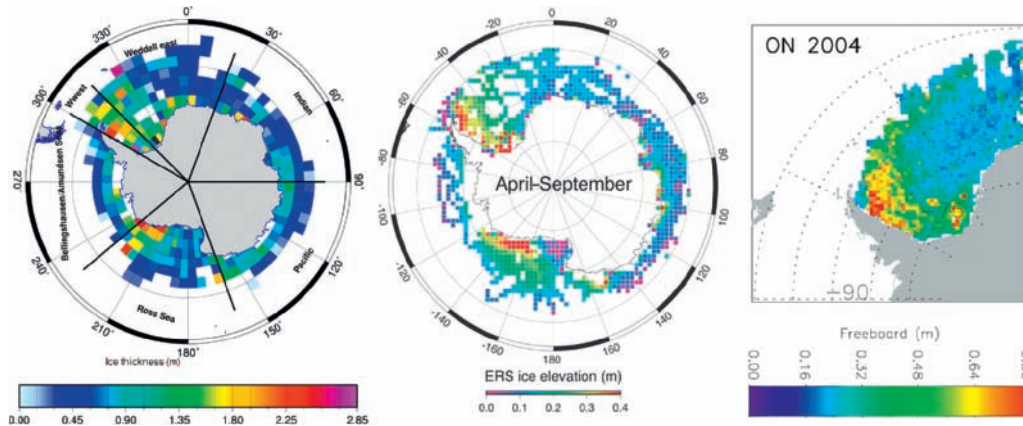 0°
30°
60°
90°
120°
150°
180°
210°
240°
270°
300°
330°
Weddell east
Indian
Pacific
Ross Sea
Bellingshausen/Amundsen Seas
Wwest
Ice thickness (m)
0.00 0.45 0.90 1.35 1.80 2.25 2.85
0
20
40
60
80
100
120
140
160
180
-160
-140
-120
-100
-80
-60
-40
-20
April-September
ERS ice elevation (m)
0.0 0.1 0.2 0.3 0.4
ON 2004
-90
Freeboard (m)
0.00 0.16 0.32 0.48 0.64